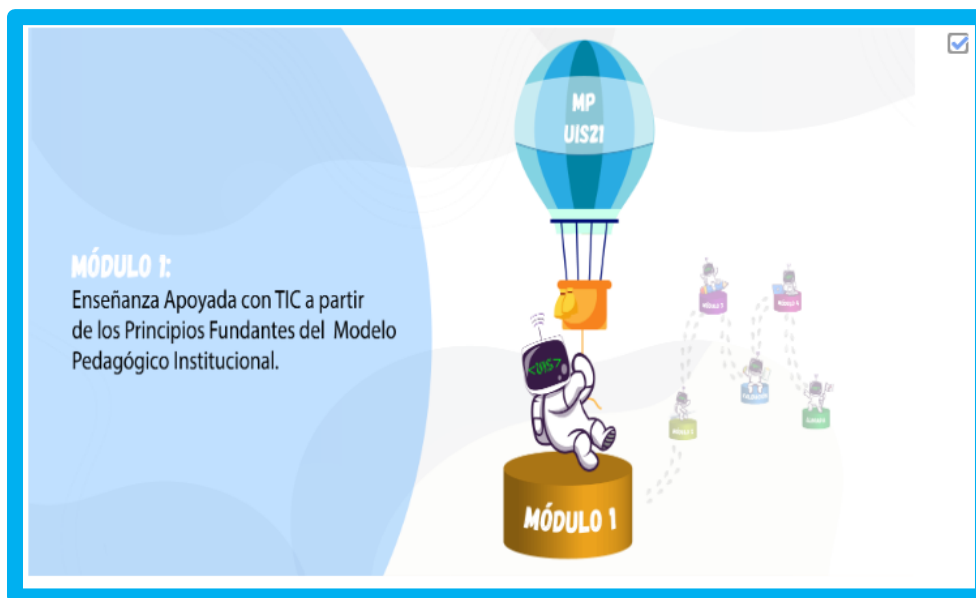 MP
UIS21
MÓDULO 1:
Enseñanza Apoyada con TIC a partir
de los Principios Fundantes del Modelo
Pedagógico Institucional.
<UIS>
MÓDULO 1